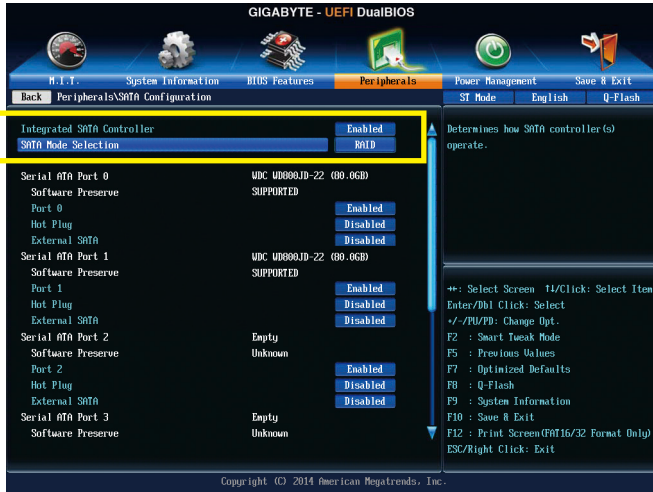 GIGABYTE - UEFI DualBIOS
M.I.T. System Information BIOS Features Peripherals Power Management Save & Exit
Back Peripherals\SATA Configuration ST Mode English Q-Flash
Integrated SATA Controller Enabled
SATA Mode Selection RAID
Serial ATA Port 0 WDC WD800JD-22 (80.0GB)
Software Preserve SUPPORTED
Port 0 Enabled
Hot Plug Disabled
External SATA Disabled
Serial ATA Port 1 WDC WD800JD-22 (80.0GB)
Software Preserve SUPPORTED
Port 1 Enabled
Hot Plug Disabled
External SATA Disabled
Serial ATA Port 2 Empty
Software Preserve Unknown
Port 2 Enabled
Hot Plug Disabled
External SATA Disabled
Serial ATA Port 3 Empty
Software Preserve Unknown
Determines how SATA controller(s)
operate.
↔: Select Screen ↑↓/Click: Select Item
Enter/Dbl Click: Select
+/-/PU/PD: Change Opt.
F2 : Smart Tweak Mode
F5 : Previous Values
F7 : Optimized Defaults
F8 : Q-Flash
F9 : System Information
F10 : Save & Exit
F12 : Print Screen(FAT16/32 Format Only)
ESC/Right Click: Exit
Copyright (C) 2014 American Megatrends, Inc.